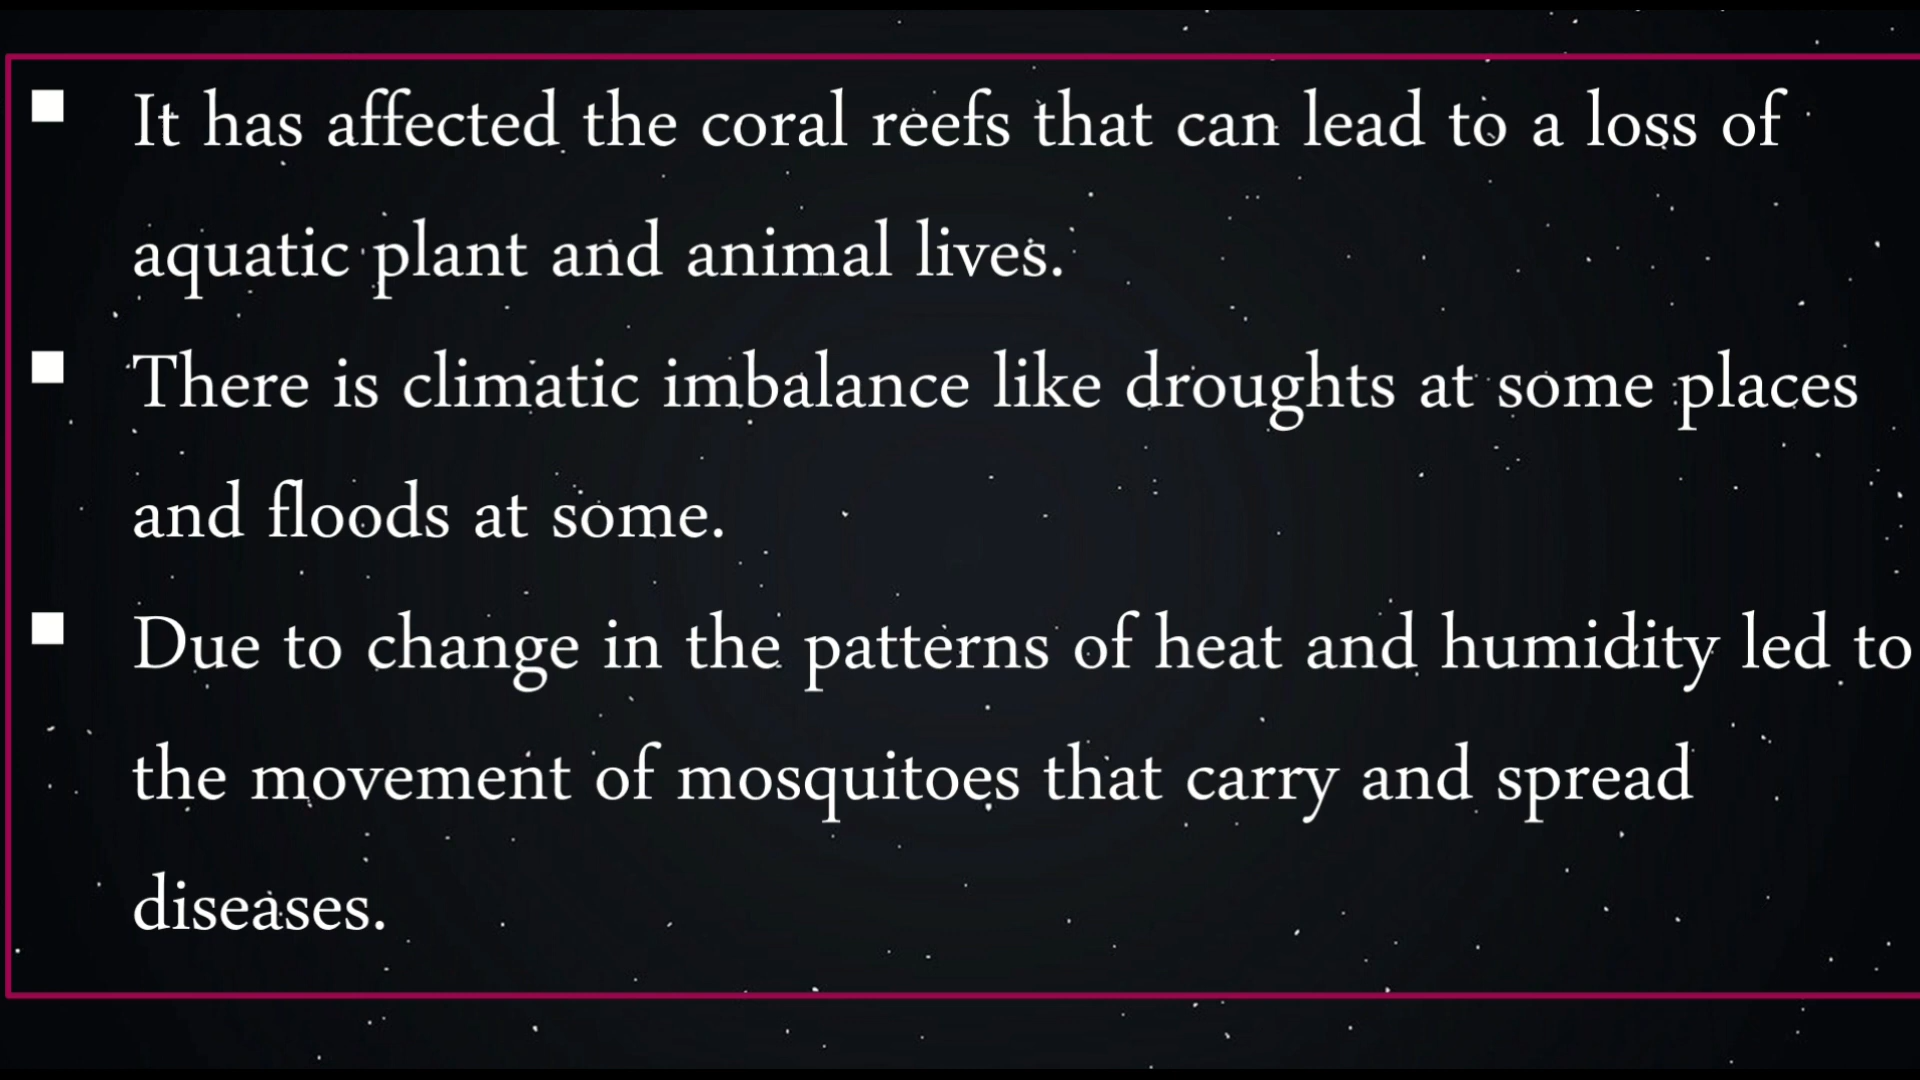 ▪ It has affected the coral reefs that can lead to a loss of
aquatic plant and animal lives.
▪ There is climatic imbalance like droughts at some places
and floods at some.
▪ Due to change in the patterns of heat and humidity led to
the movement of mosquitoes that carry and spread
diseases.